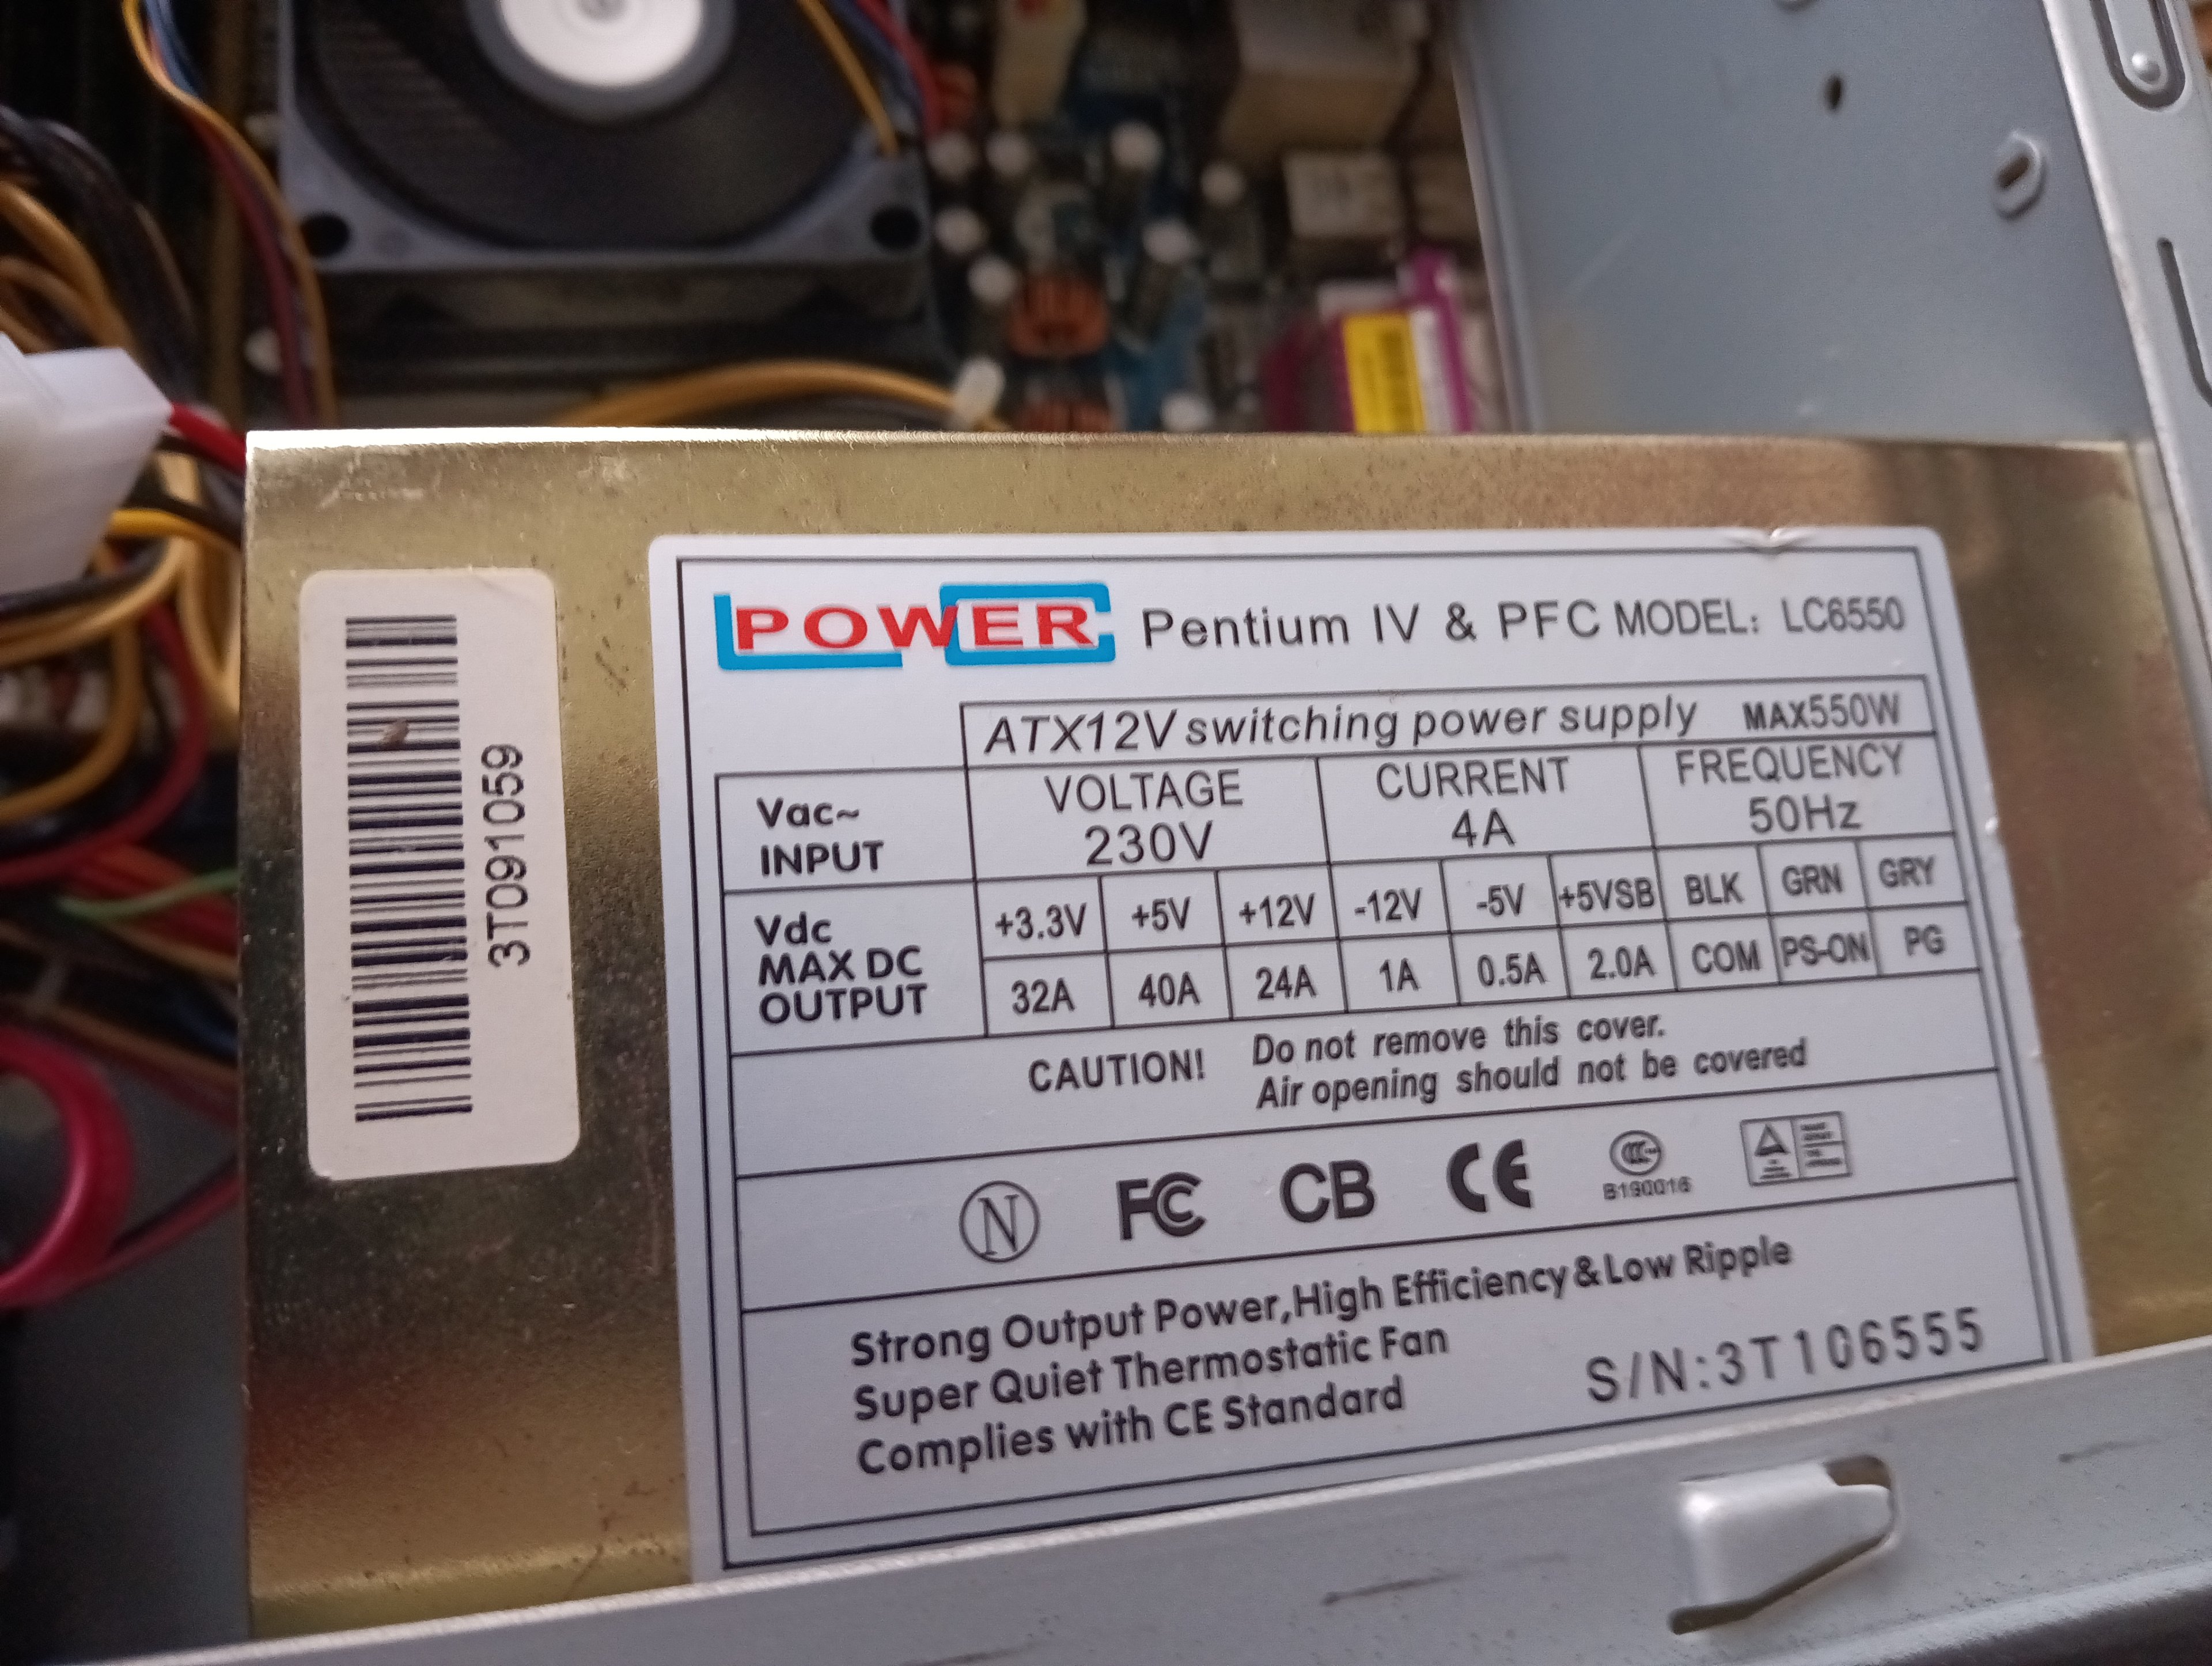 3T091059
POWER Pentium IV & PFC MODEL: LC6550
ATX12V switching power supply MAX550W
Vac~ INPUT VOLTAGE 230V CURRENT 4A FREQUENCY 50Hz
Vdc MAX DC OUTPUT
+3.3V +5V +12V -12V -5V +5VSB BLK GRN GRY
32A 40A 24A 1A 0.5A 2.0A COM PS-ON PG
CAUTION! Do not remove this cover.
Air opening should not be covered
N FC CB CE CCC
B190016
Strong Output Power,High Efficiency & Low Ripple
Super Quiet Thermostatic Fan
Complies with CE Standard
S/N:3T106555